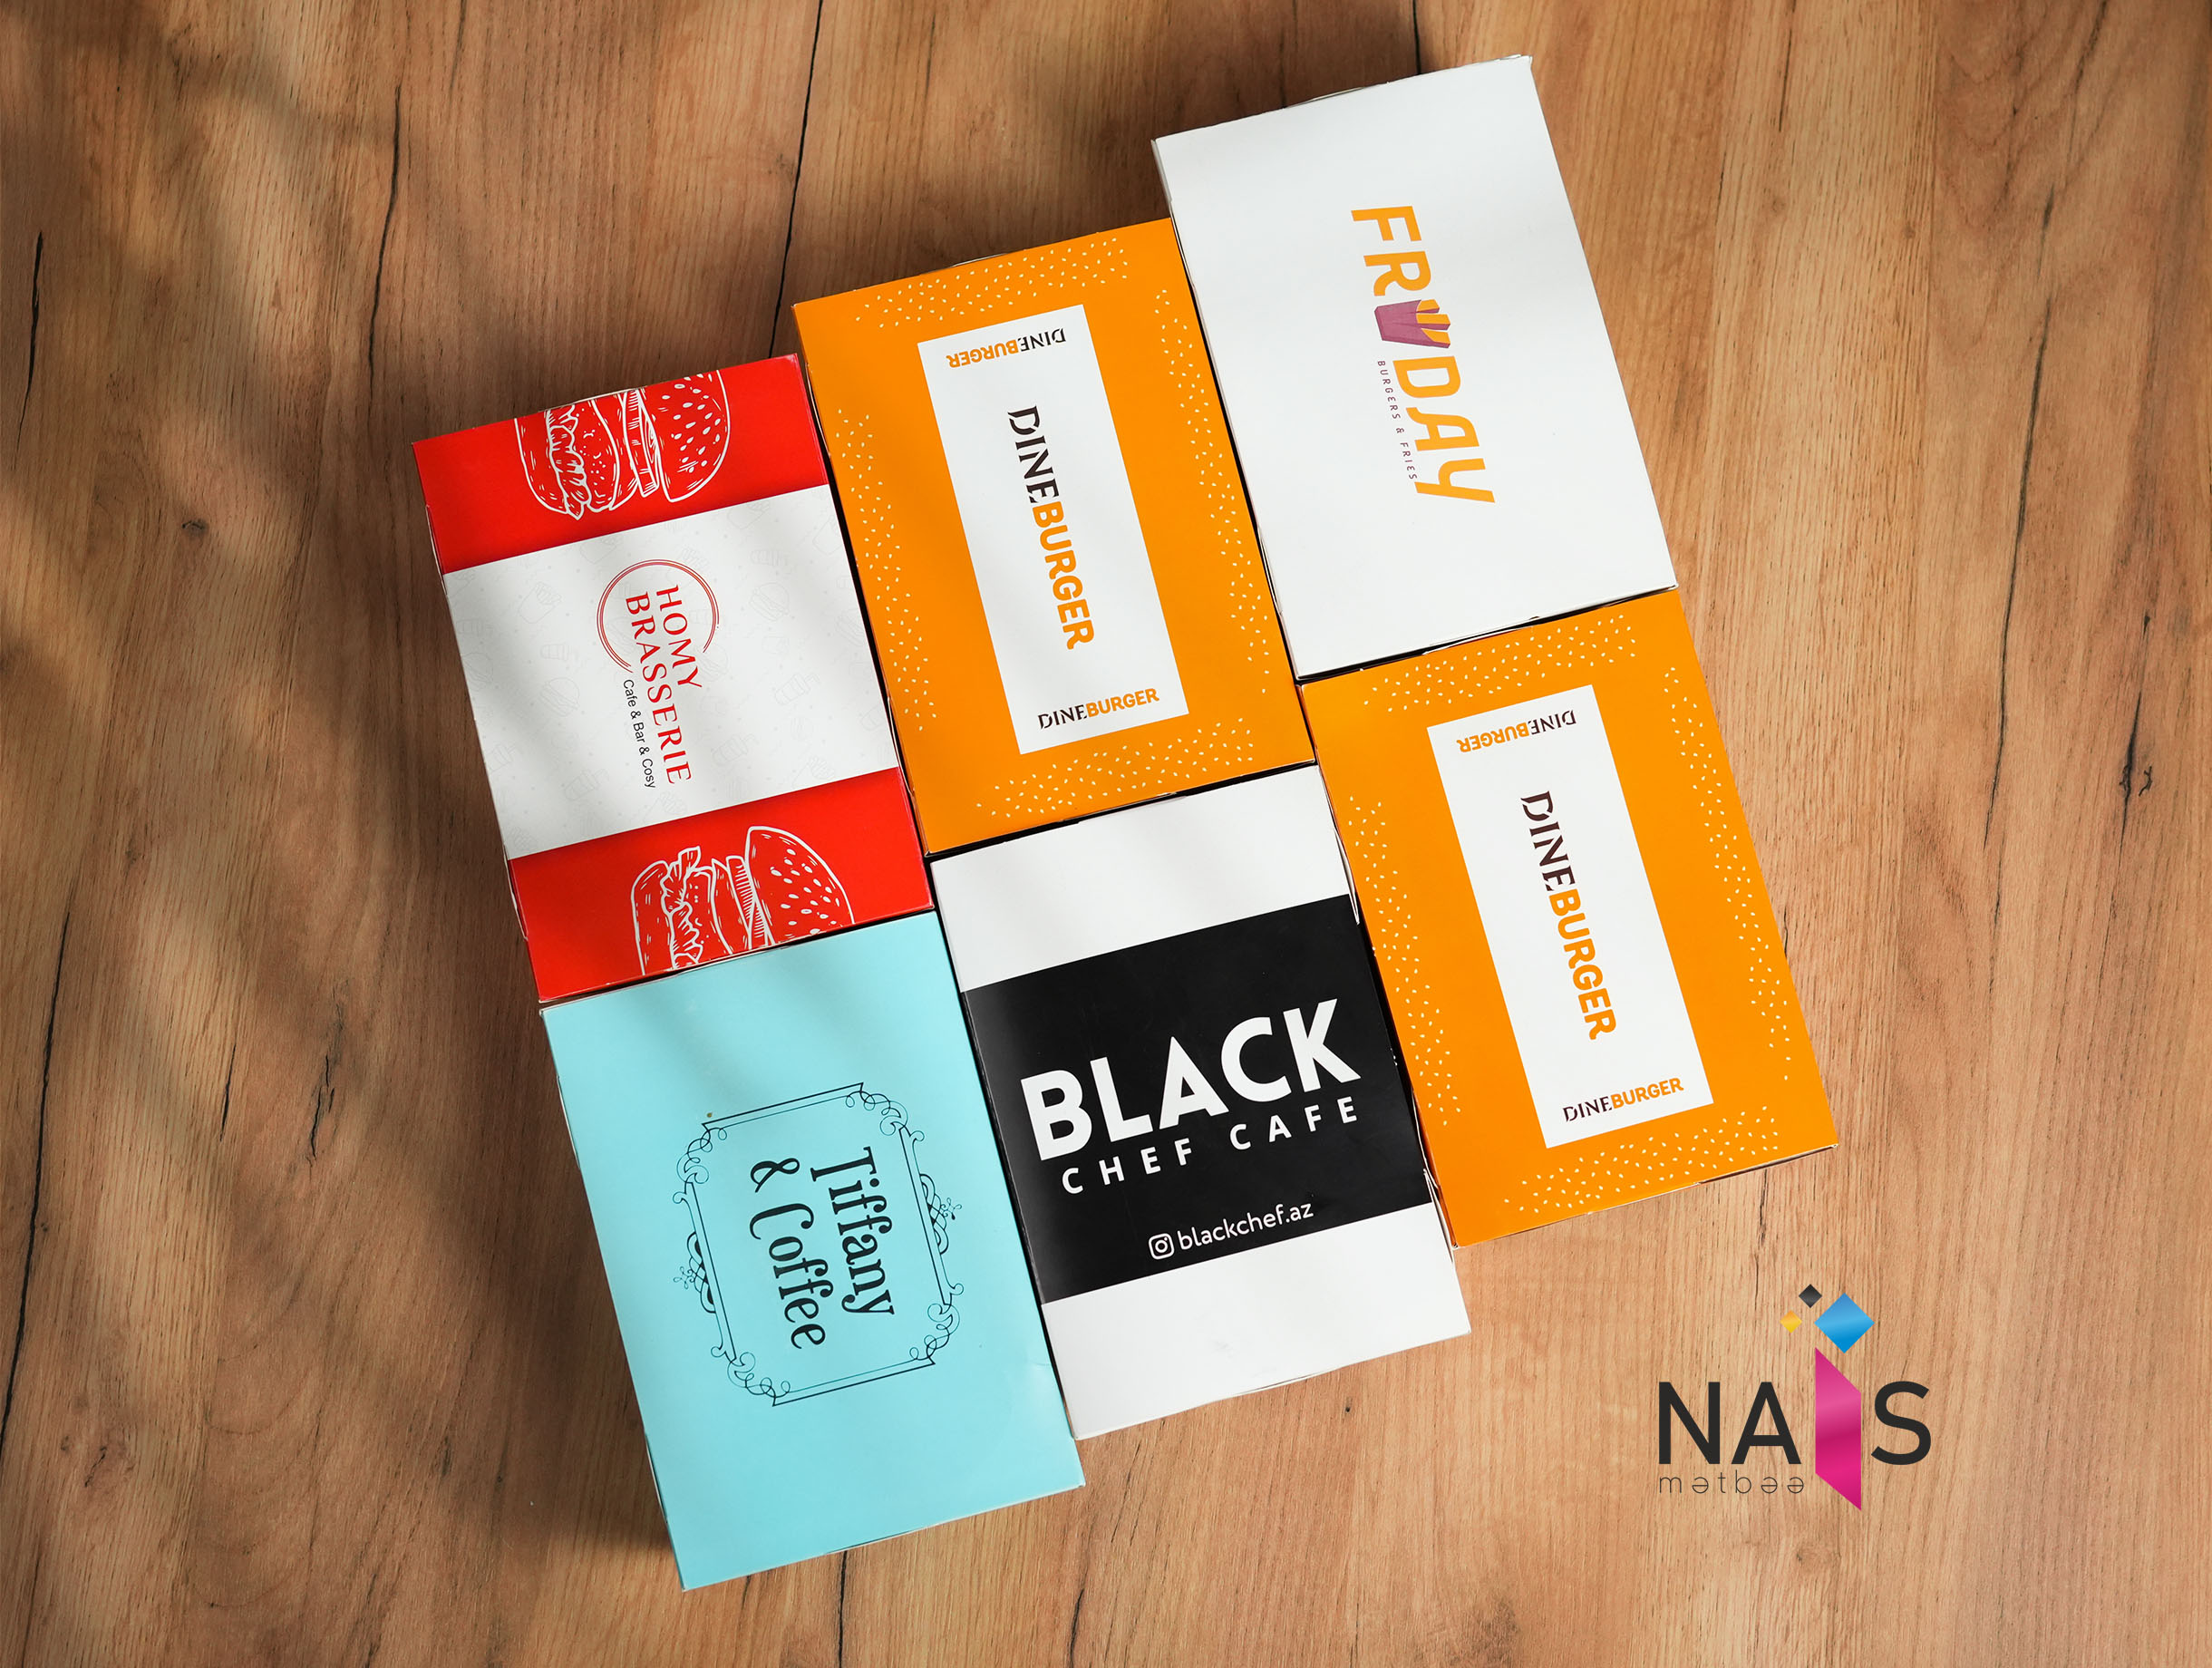 FRIDAY
BURGERS & FRIES
DINEBURGER
DINEBURGER
DINEBURGER
HOMY
BRASSERIE
Cafe & Bar & Cosy
DINEBURGER
DINEBURGER
DINEBURGER
BLACK
CHEF CAFE
blackchef.az
Tiffany
& Coffee
NAIS
mətbəə